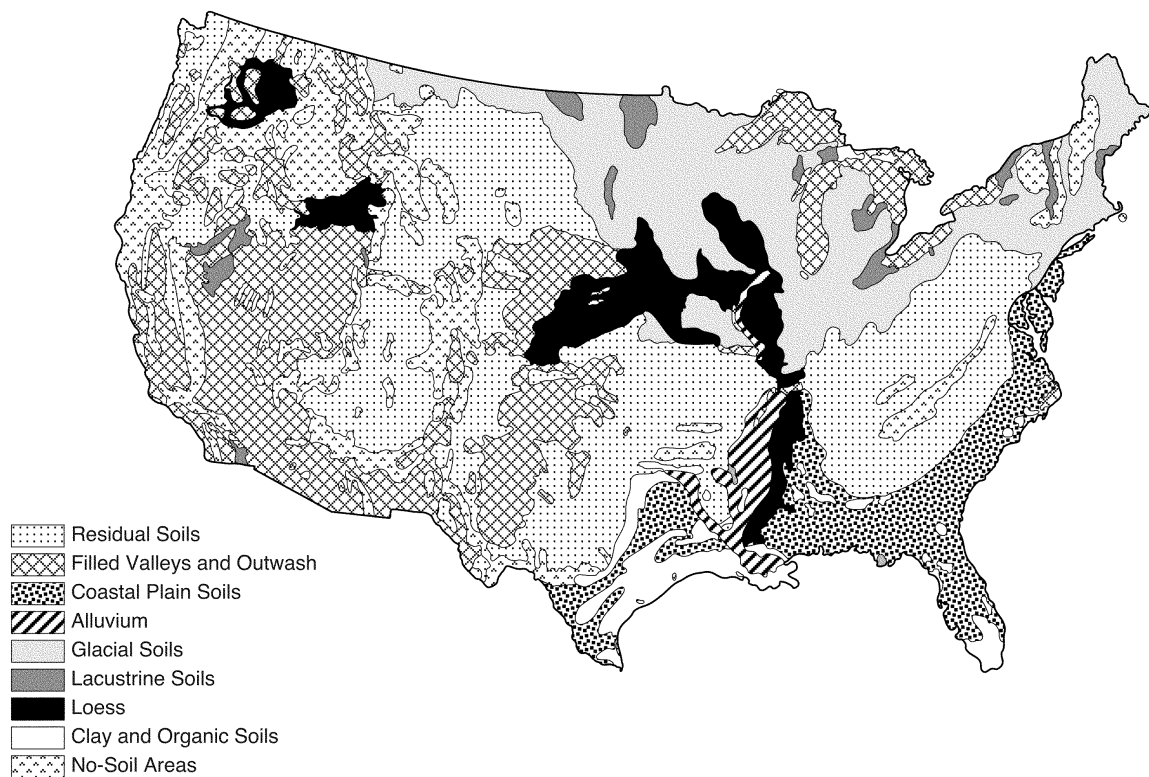 Residual Soils
Filled Valleys and Outwash
Coastal Plain Soils
Alluvium
Glacial Soils
Lacustrine Soils
Loess
Clay and Organic Soils
No-Soil Areas